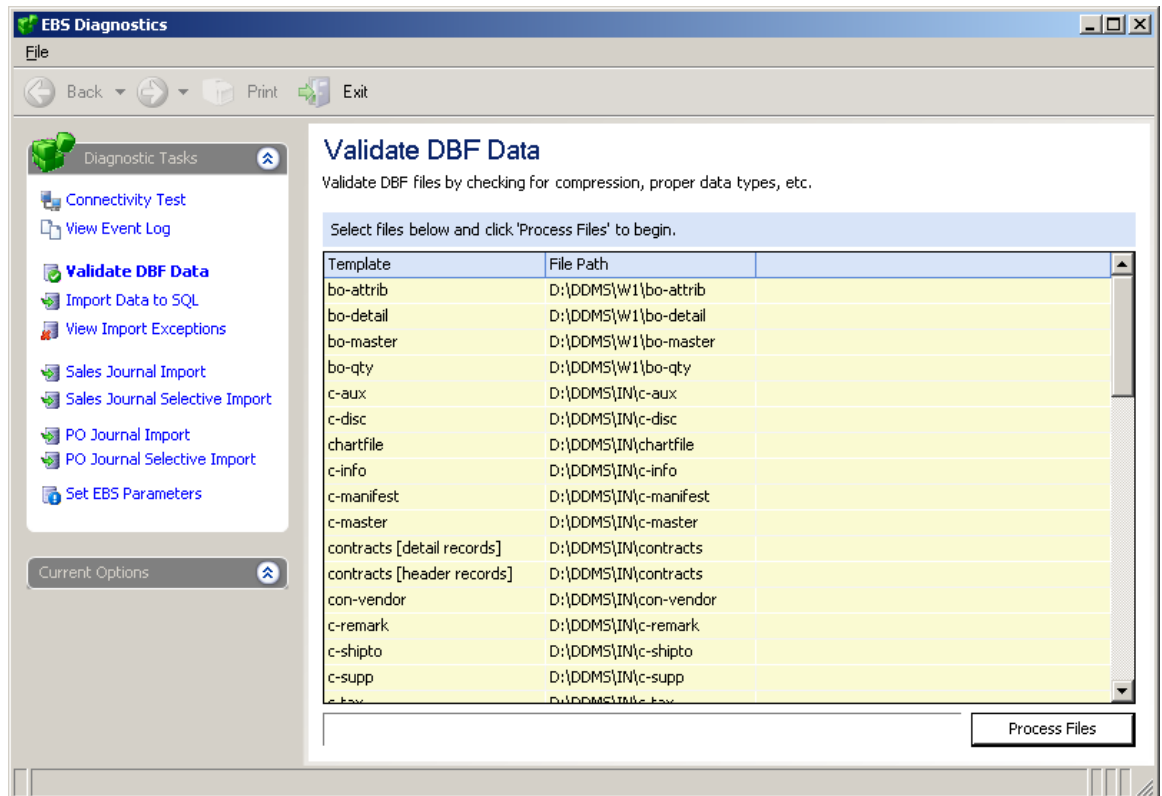 EBS Diagnostics
File
Back Print Exit
Diagnostic Tasks
Connectivity Test
View Event Log
Validate DBF Data
Import Data to SQL
View Import Exceptions
Sales Journal Import
Sales Journal Selective Import
PO Journal Import
PO Journal Selective Import
Set EBS Parameters
Current Options
Validate DBF Data
Validate DBF files by checking for compression, proper data types, etc.
Select files below and click 'Process Files' to begin.
Template File Path
bo-attrib D:\DDMS\W1\bo-attrib
bo-detail D:\DDMS\W1\bo-detail
bo-master D:\DDMS\W1\bo-master
bo-qty D:\DDMS\W1\bo-qty
c-aux D:\DDMS\IN\c-aux
c-disc D:\DDMS\IN\c-disc
chartfile D:\DDMS\IN\chartfile
c-info D:\DDMS\IN\c-info
c-manifest D:\DDMS\IN\c-manifest
c-master D:\DDMS\IN\c-master
contracts [detail records] D:\DDMS\IN\contracts
contracts [header records] D:\DDMS\IN\contracts
con-vendor D:\DDMS\IN\con-vendor
c-remark D:\DDMS\IN\c-remark
c-shipto D:\DDMS\IN\c-shipto
c-supp D:\DDMS\IN\c-supp
c-tax D:\DDMS\IN\c-tax
Process Files